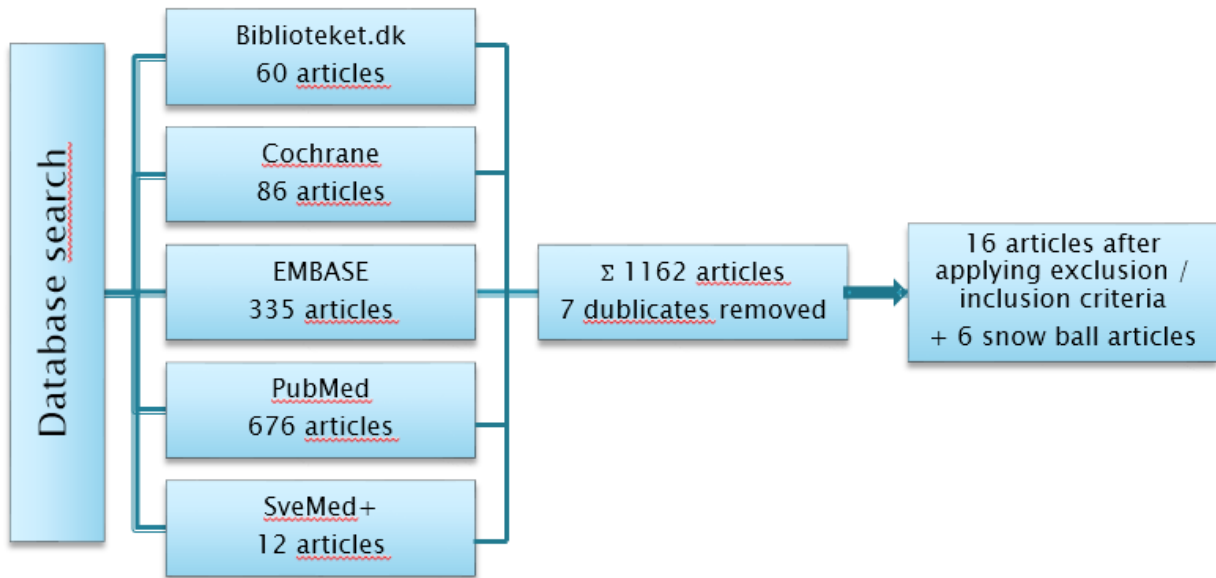 Database search
Biblioteket.dk
60 articles
Cochrane
86 articles
EMBASE
335 articles
PubMed
676 articles
SveMed+
12 articles
Σ 1162 articles
7 dublicates removed
16 articles after
applying exclusion /
inclusion criteria
+ 6 snow ball articles